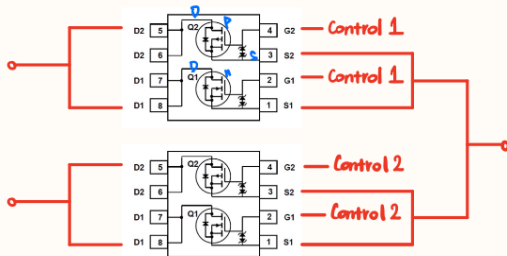 D2 5 Q2 D 4 G2 Control 1
D2 6 3 S2
D1 7 Q1 D 2 G1 Control 1
D1 8 1 S1
D2 5 Q2 4 G2 Control 2
D2 6 3 S2
D1 7 Q1 2 G1 Control 2
D1 8 1 S1